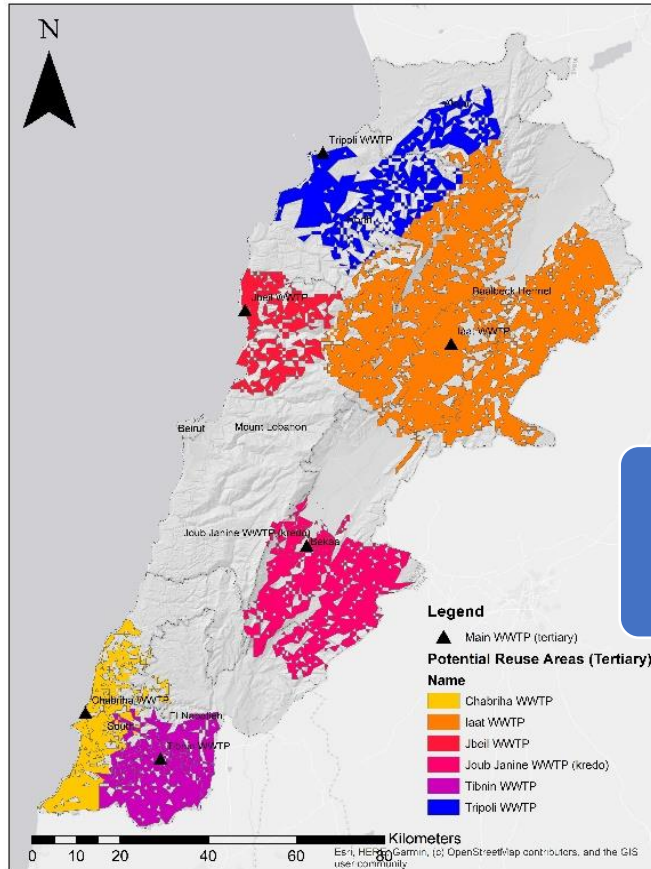 N
Tripoli WWTP
Jbeil WWTP
Baalbeck Hermel
Iaat WWTP
Beirut
Mount Lebanon
Joub Janine WWTP (kredo)
Bekaa
Chabriha WWTP
South
El Nabatieh
Tibnin WWTP
Legend
Main WWTP (tertiary)
Potential Reuse Areas (Tertiary)
Name
Chabriha WWTP
Iaat WWTP
Jbeil WWTP
Joub Janine WWTP (kredo)
Tibnin WWTP
Tripoli WWTP
Kilometers
0 10 20 40 60 80
Esri, HERE, Garmin, (c) OpenStreetMap contributors, and the GIS
user community